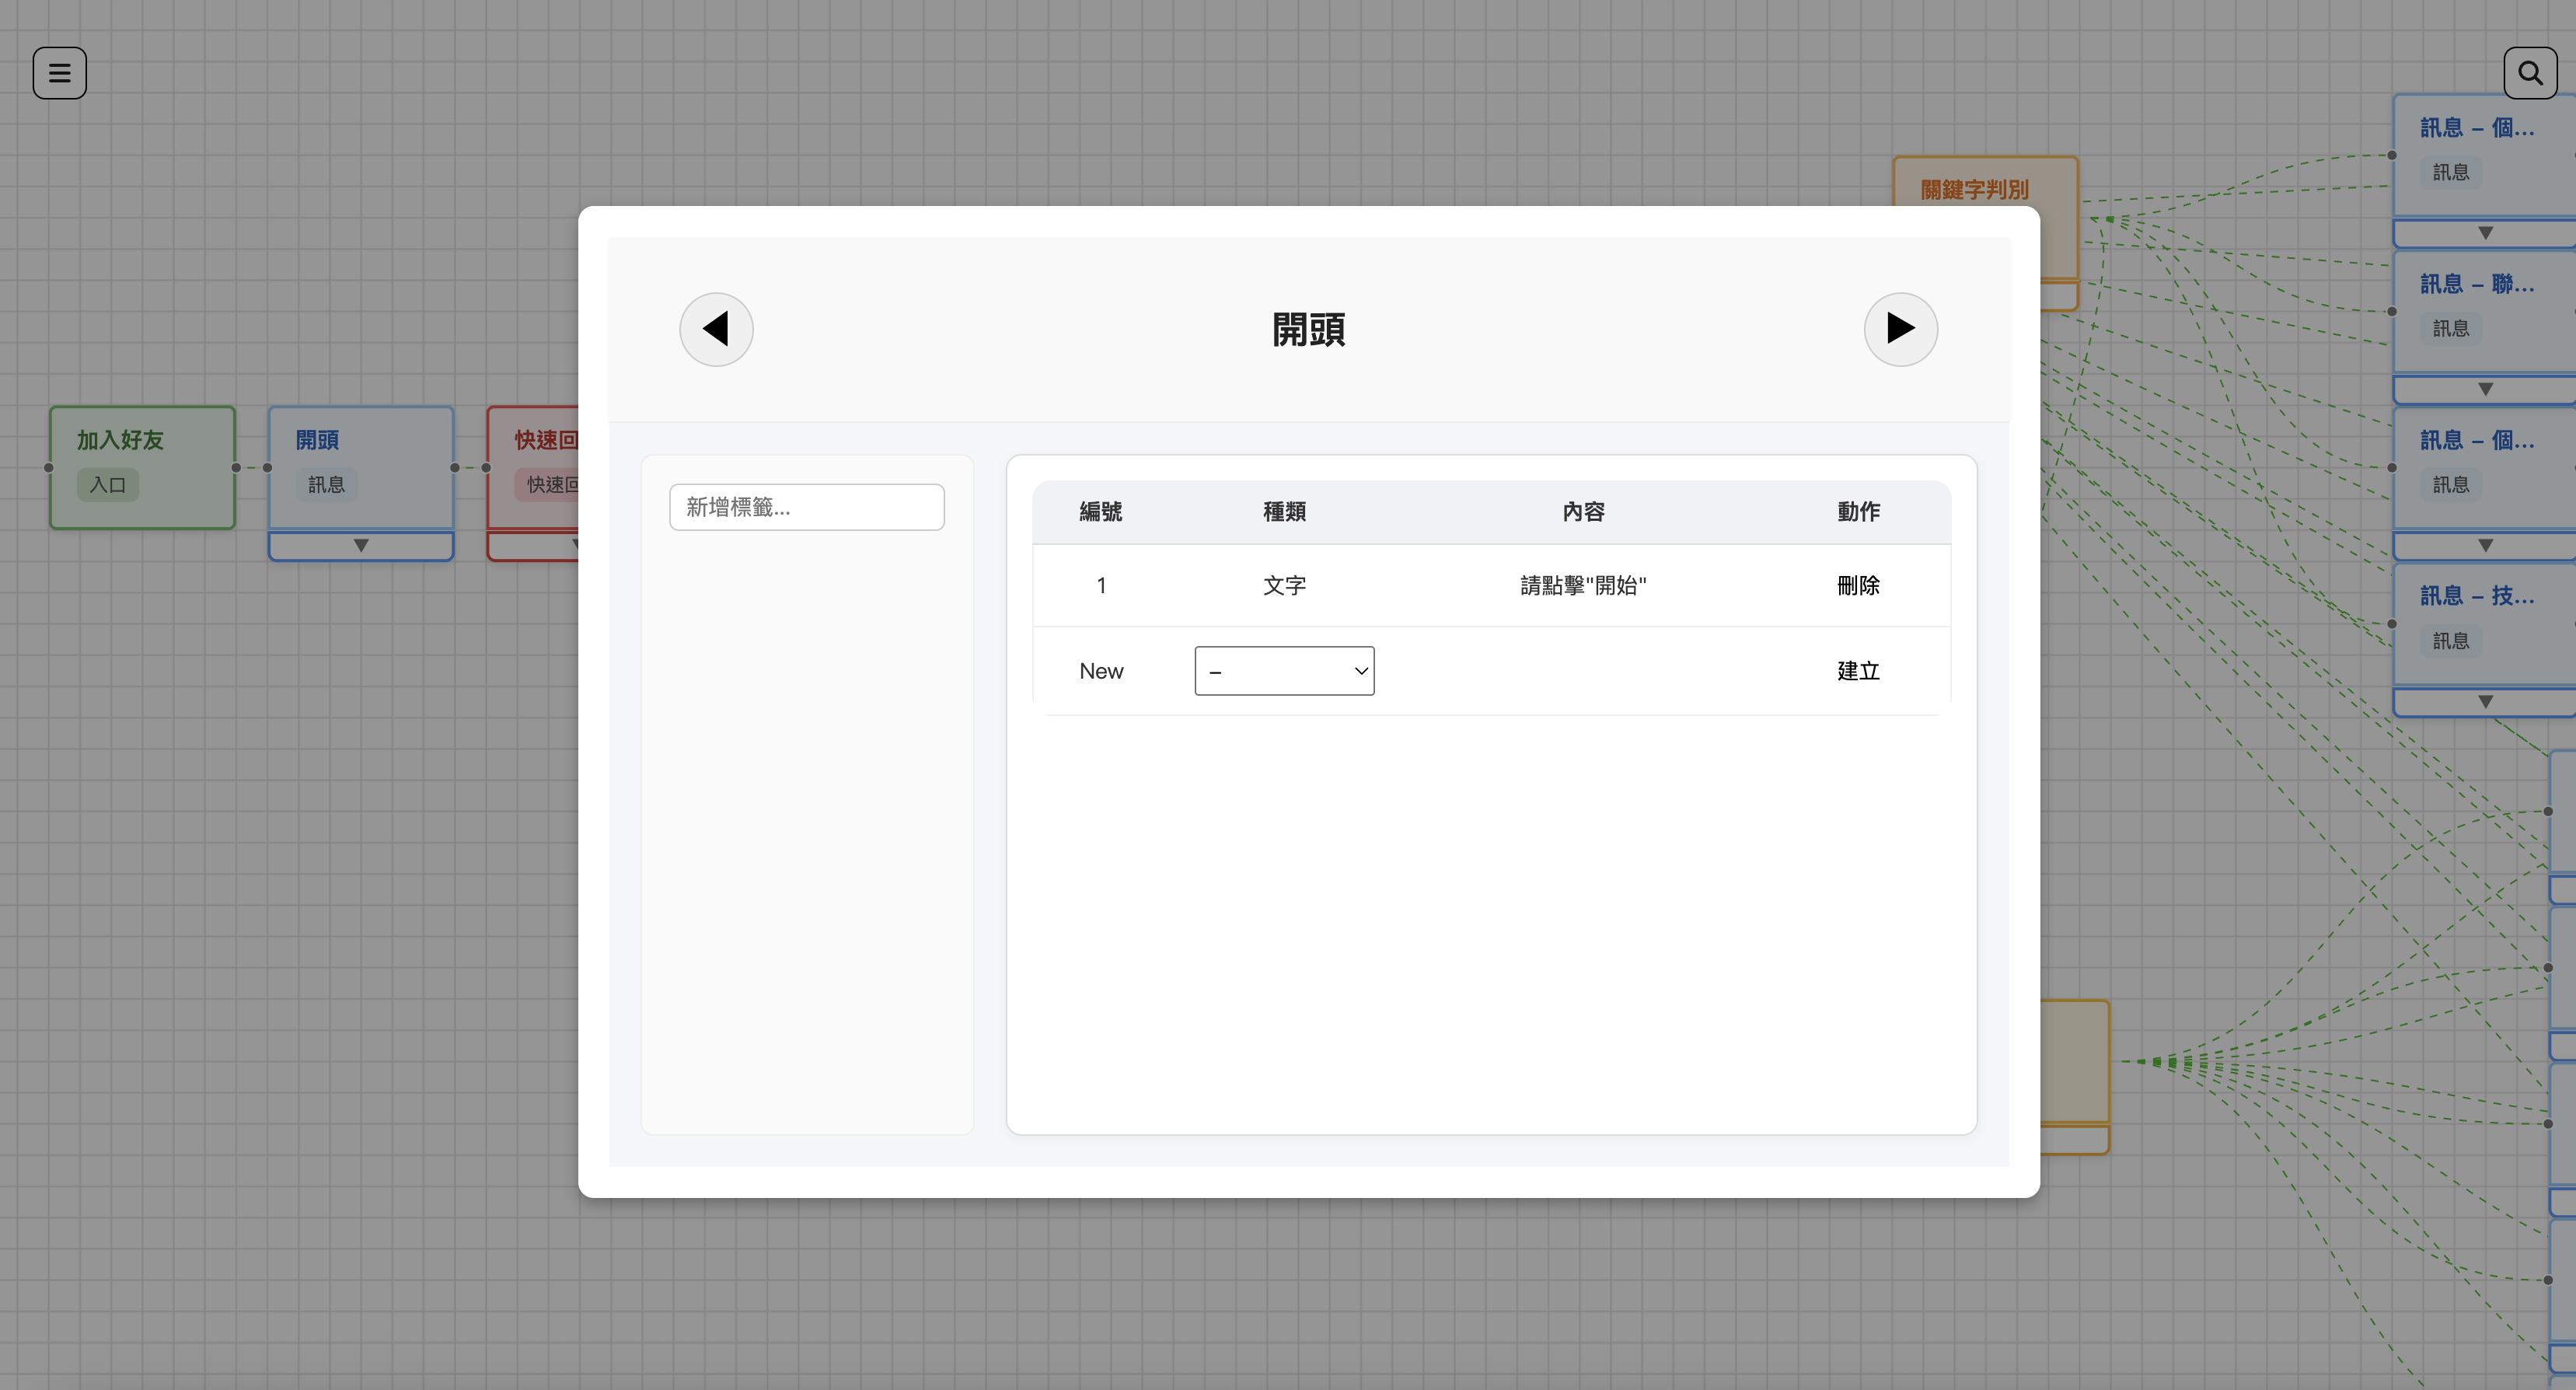 訊息 – 個...
訊息
關鍵字判別
訊息 – 聯...
訊息
開頭
加入好友
入口
開頭
訊息
快速回
快速回
訊息 – 個...
訊息
新增標籤...
編號 種類 內容 動作
1 文字 請點擊"開始" 刪除
New – 建立
訊息 – 技...
訊息